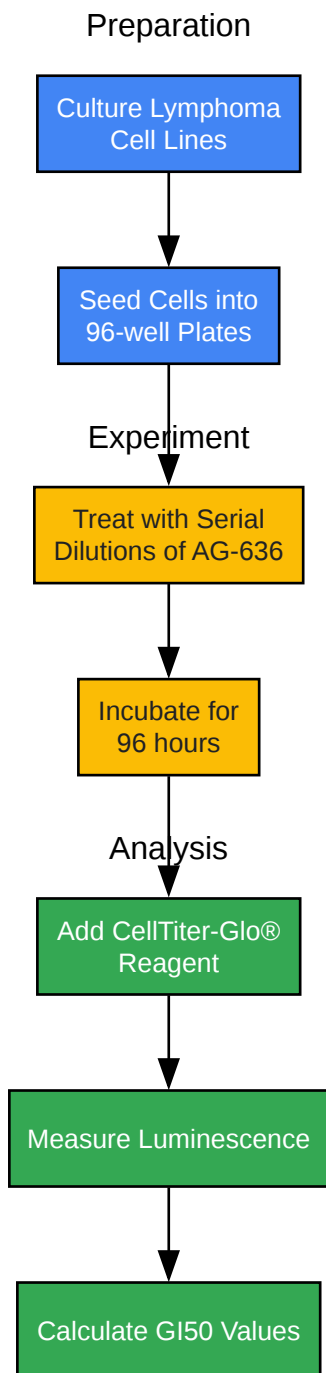 Preparation
Culture Lymphoma
Cell Lines
Seed Cells into
96-well Plates
Experiment
Treat with Serial
Dilutions of AG-636
Incubate for
96 hours
Analysis
Add CellTiter-Glo®
Reagent
Measure Luminescence
Calculate GI50 Values